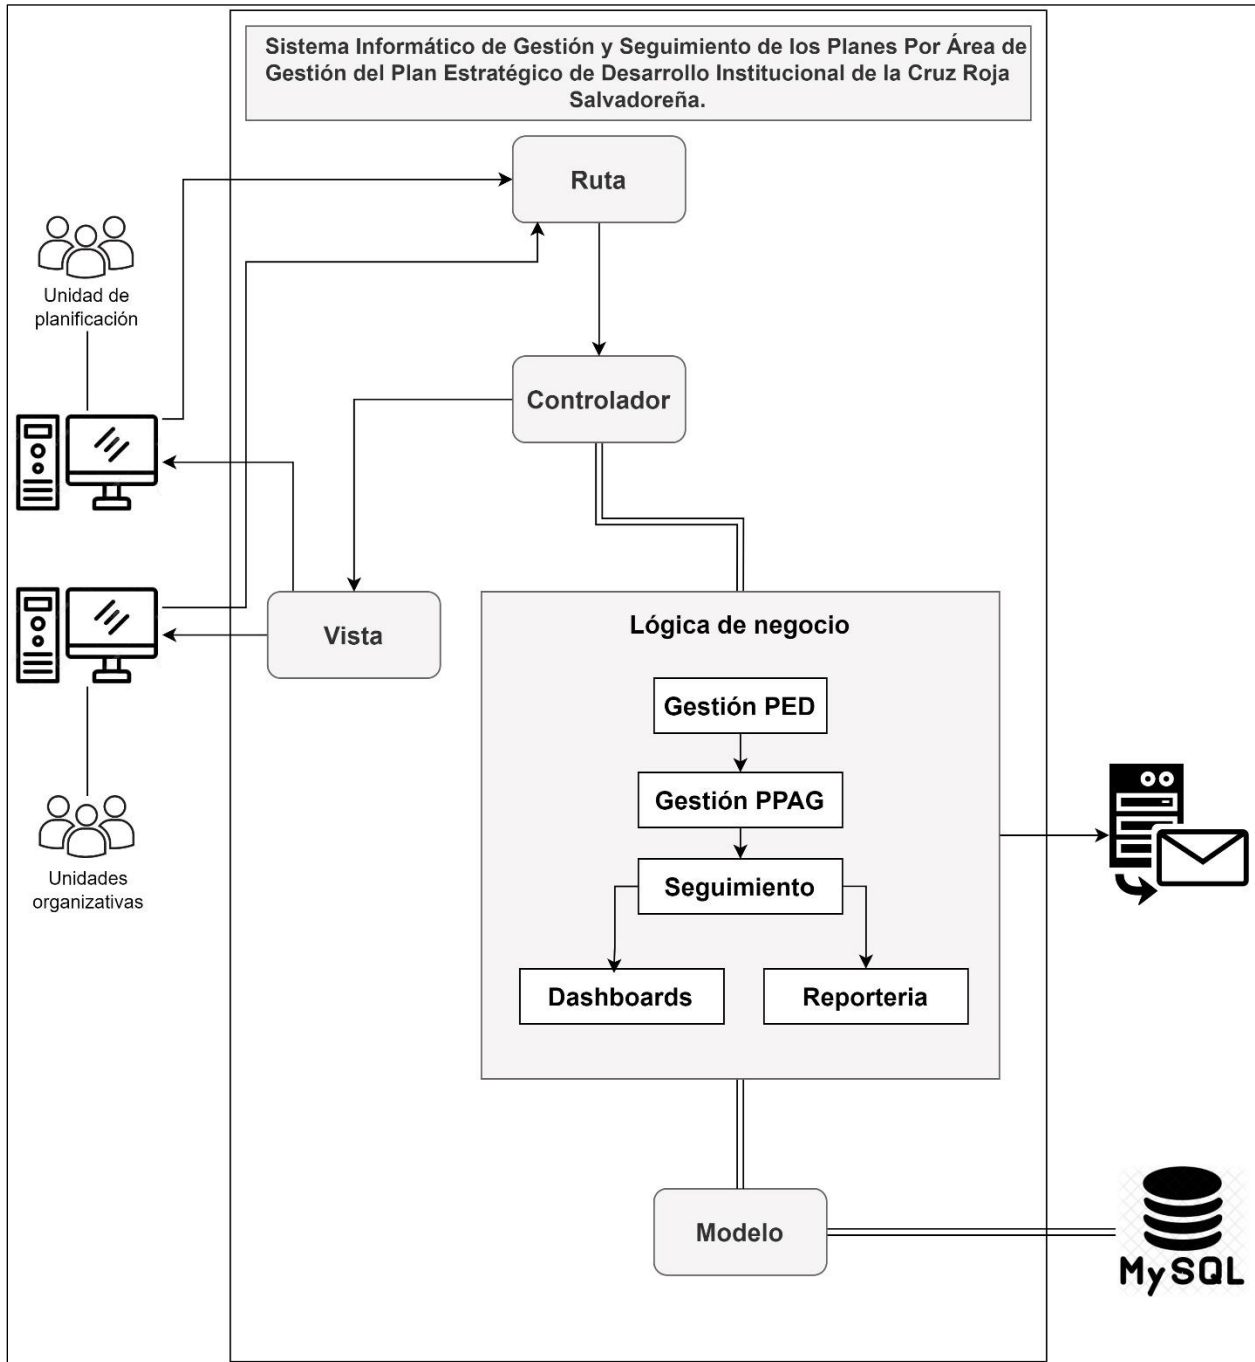 Sistema Informático de Gestión y Seguimiento de los Planes Por Área de
Gestión del Plan Estratégico de Desarrollo Institucional de la Cruz Roja
Salvadoreña.
Ruta
Unidad de
planificación
Controlador
Vista
Lógica de negocio
Gestión PED
Gestión PPAG
Seguimiento
Unidades
organizativas
Dashboards
Reporteria
Modelo
MySQL